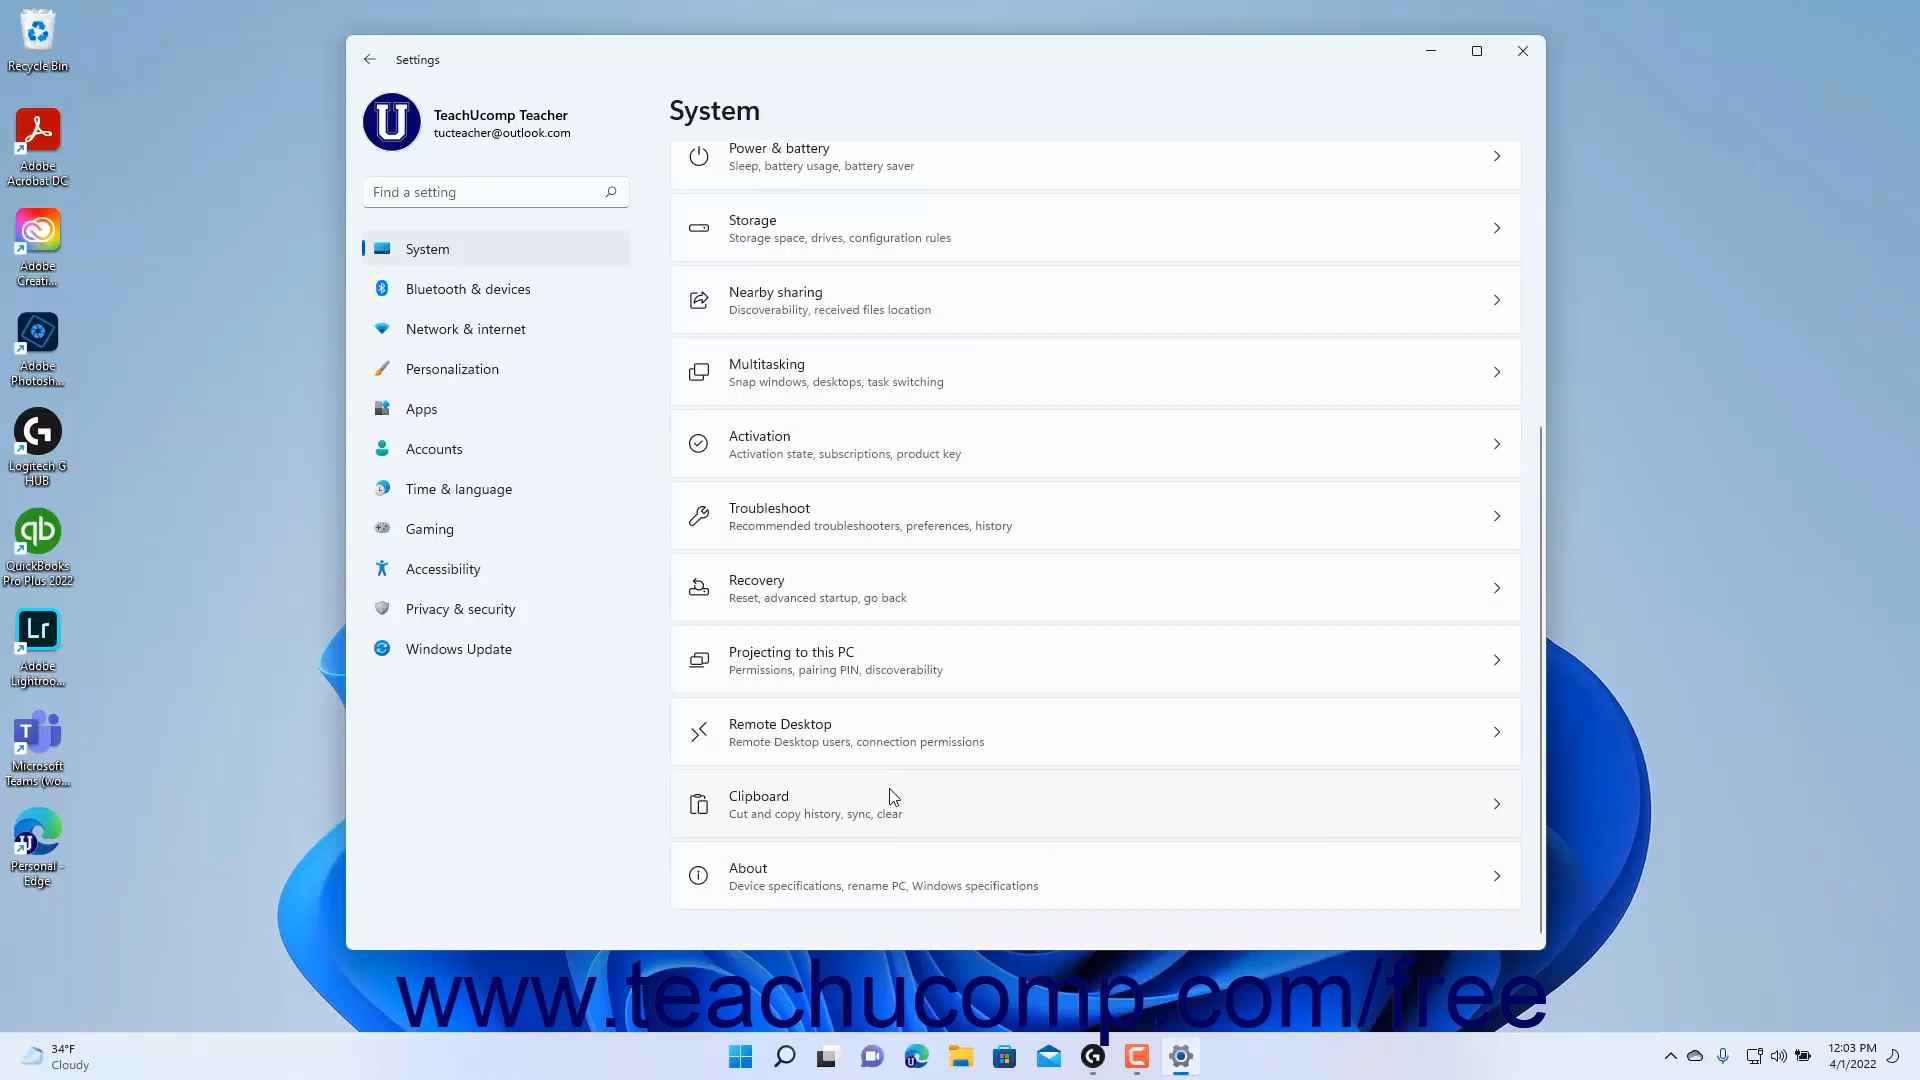 Recycle Bin
Adobe
Acrobat DC
Adobe
Creati...
Adobe
Photosh...
Logitech G
HUB
QuickBooks
Pro Plus 2022
Lr
Adobe
Lightroo...
Microsoft
Teams (wo...
Personal -
Edge
Settings
TeachUcomp Teacher
tucteacher@outlook.com
Find a setting
System
Bluetooth & devices
Network & internet
Personalization
Apps
Accounts
Time & language
Gaming
Accessibility
Privacy & security
Windows Update
System
Power & battery
Sleep, battery usage, battery saver
Storage
Storage space, drives, configuration rules
Nearby sharing
Discoverability, received files location
Multitasking
Snap windows, desktops, task switching
Activation
Activation state, subscriptions, product key
Troubleshoot
Recommended troubleshooters, preferences, history
Recovery
Reset, advanced startup, go back
Projecting to this PC
Permissions, pairing PIN, discoverability
Remote Desktop
Remote Desktop users, connection permissions
Clipboard
Cut and copy history, sync, clear
About
Device specifications, rename PC, Windows specifications
www.teachucomp.com/free
34°F
Cloudy
12:03 PM
4/1/2022